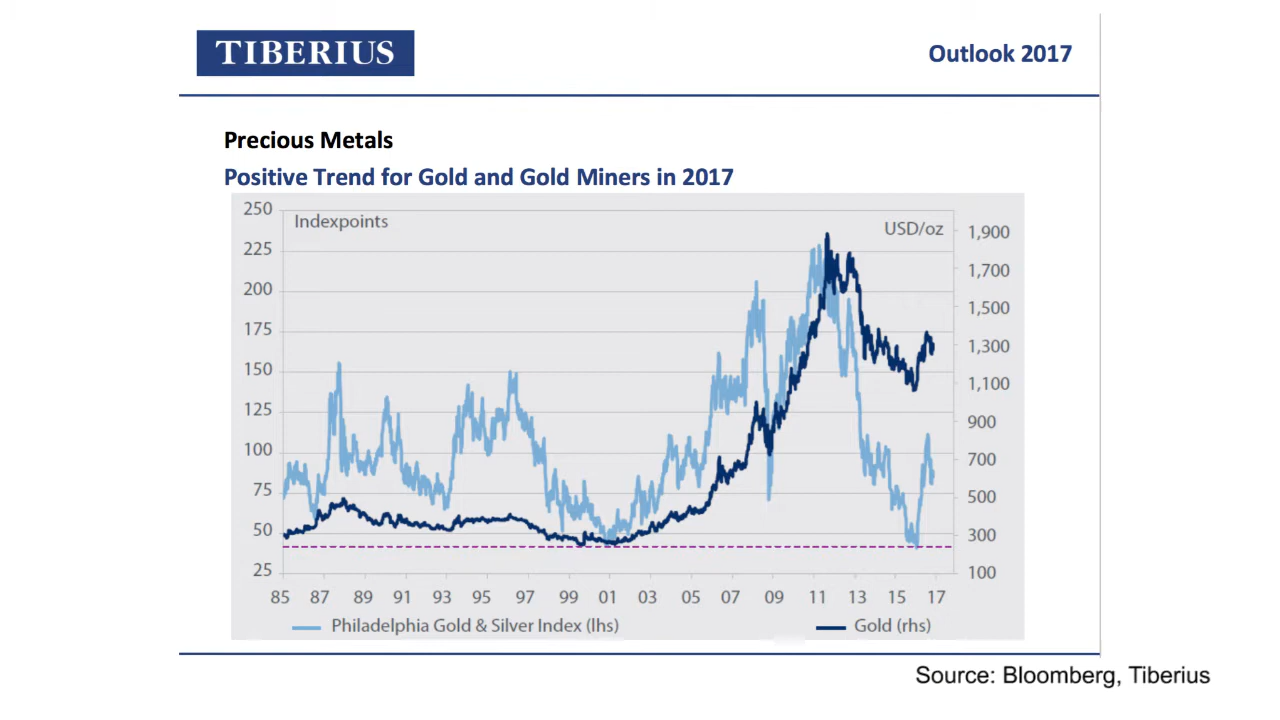 TIBERIUS
Outlook 2017
Precious Metals
Positive Trend for Gold and Gold Miners in 2017
Indexpoints
USD/oz
250
225
200
175
150
125
100
75
50
25
1,900
1,700
1,500
1,300
1,100
900
700
500
300
100
85 87 89 91 93 95 97 99 01 03 05 07 09 11 13 15 17
Philadelphia Gold & Silver Index (lhs) Gold (rhs)
Source: Bloomberg, Tiberius